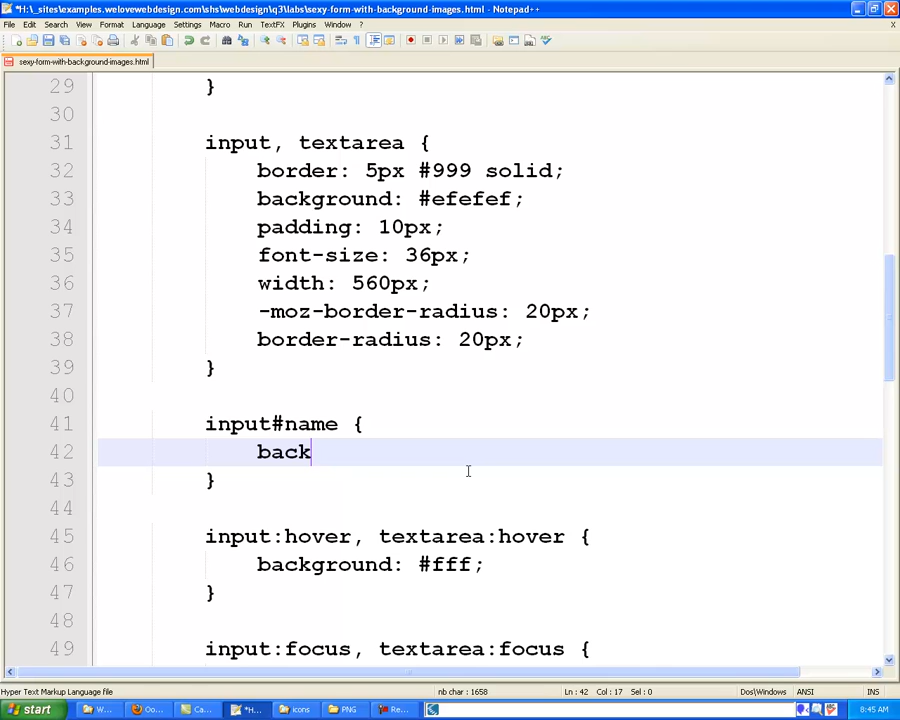 *H:\_sites\examples.welovewebdesign.com\shs\webdesign\q3\labs\sexy-form-with-background-images.html - Notepad++
File Edit Search View Encoding Language Settings Macro Run TextFX Plugins Window ? X
sexy-form-with-background-images.html
29 }
30
31 input, textarea {
32 border: 5px #999 solid;
33 background: #efefef;
34 padding: 10px;
35 font-size: 36px;
36 width: 560px;
37 -moz-border-radius: 20px;
38 border-radius: 20px;
39 }
40
41 input#name {
42 back
43 }
44
45 input:hover, textarea:hover {
46 background: #fff;
47 }
48
49 input:focus, textarea:focus {
Hyper Text Markup Language file nb char : 1658 Ln : 42 Col : 17 Sel : 0 Dos\Windows ANSI INS
start W... Oo... Ca... *H... icons PNG Re... 8:45 AM